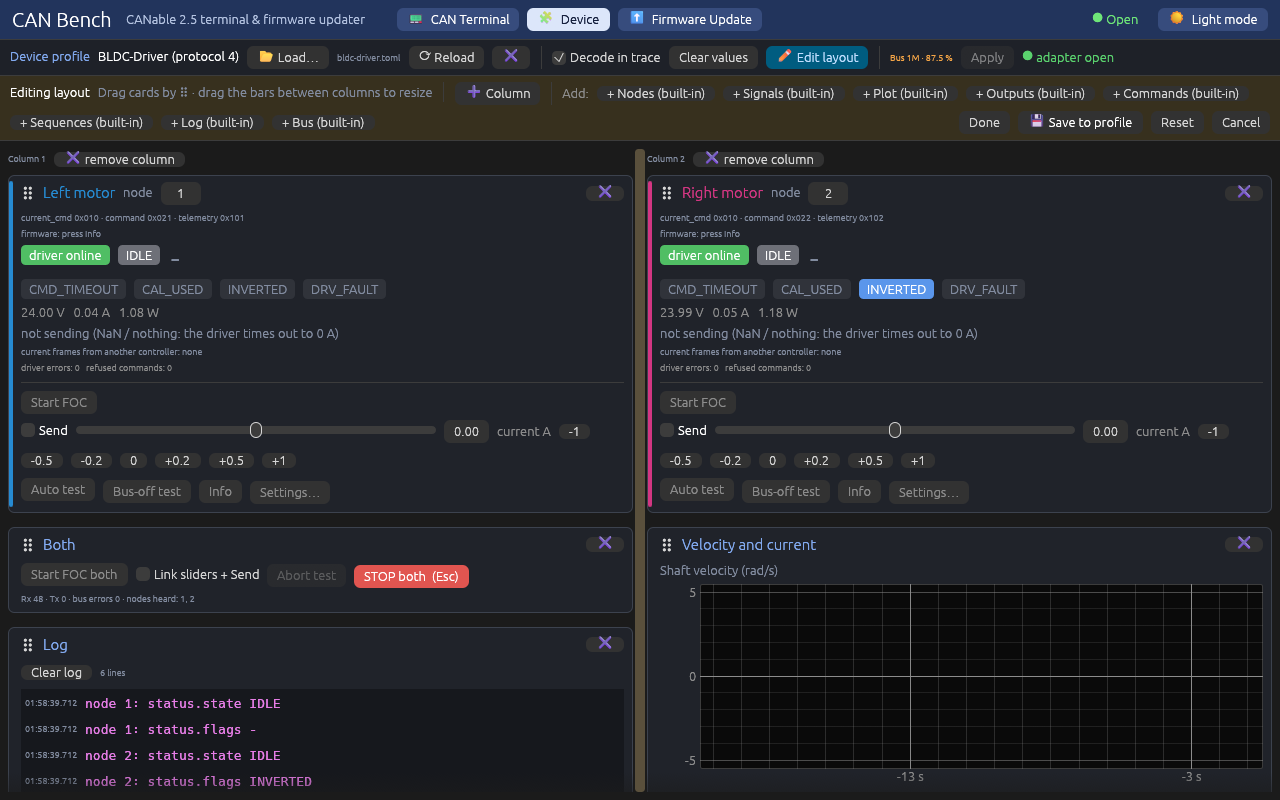 CAN Bench CANable 2.5 terminal & firmware updater CAN Terminal Device Firmware Update Open Light mode
Device profile BLDC-Driver (protocol 4) Load... bldc-driver.toml Reload Decode in trace Clear values Edit layout Bus 1M · 87.5 % Apply adapter open
Editing layout Drag cards by ⠿ · drag the bars between columns to resize + Column Add: + Nodes (built-in) + Signals (built-in) + Plot (built-in) + Outputs (built-in) + Commands (built-in)
+ Sequences (built-in) + Log (built-in) + Bus (built-in) Done Save to profile Reset Cancel
Column 1 remove column
Left motor node 1
current_cmd 0x010 · command 0x021 · telemetry 0x101
firmware: press Info
driver online IDLE _
CMD_TIMEOUT CAL_USED INVERTED DRV_FAULT
24.00 V 0.04 A 1.08 W
not sending (NaN / nothing: the driver times out to 0 A)
current frames from another controller: none
driver errors: 0 refused commands: 0
Start FOC
Send 0.00 current A -1
-0.5 -0.2 0 +0.2 +0.5 +1
Auto test Bus-off test Info Settings...
Both
Start FOC both Link sliders + Send Abort test STOP both (Esc)
Rx 48 · Tx 0 · bus errors 0 · nodes heard: 1, 2
Log
Clear log 6 lines
01:58:39.712 node 1: status.state IDLE
01:58:39.712 node 1: status.flags -
01:58:39.712 node 2: status.state IDLE
01:58:39.712 node 2: status.flags INVERTED
Column 2 remove column
Right motor node 2
current_cmd 0x010 · command 0x022 · telemetry 0x102
firmware: press Info
driver online IDLE _
CMD_TIMEOUT CAL_USED INVERTED DRV_FAULT
23.99 V 0.05 A 1.18 W
not sending (NaN / nothing: the driver times out to 0 A)
current frames from another controller: none
driver errors: 0 refused commands: 0
Start FOC
Send 0.00 current A -1
-0.5 -0.2 0 +0.2 +0.5 +1
Auto test Bus-off test Info Settings...
Velocity and current
Shaft velocity (rad/s)
5
0
-5
-13 s -3 s